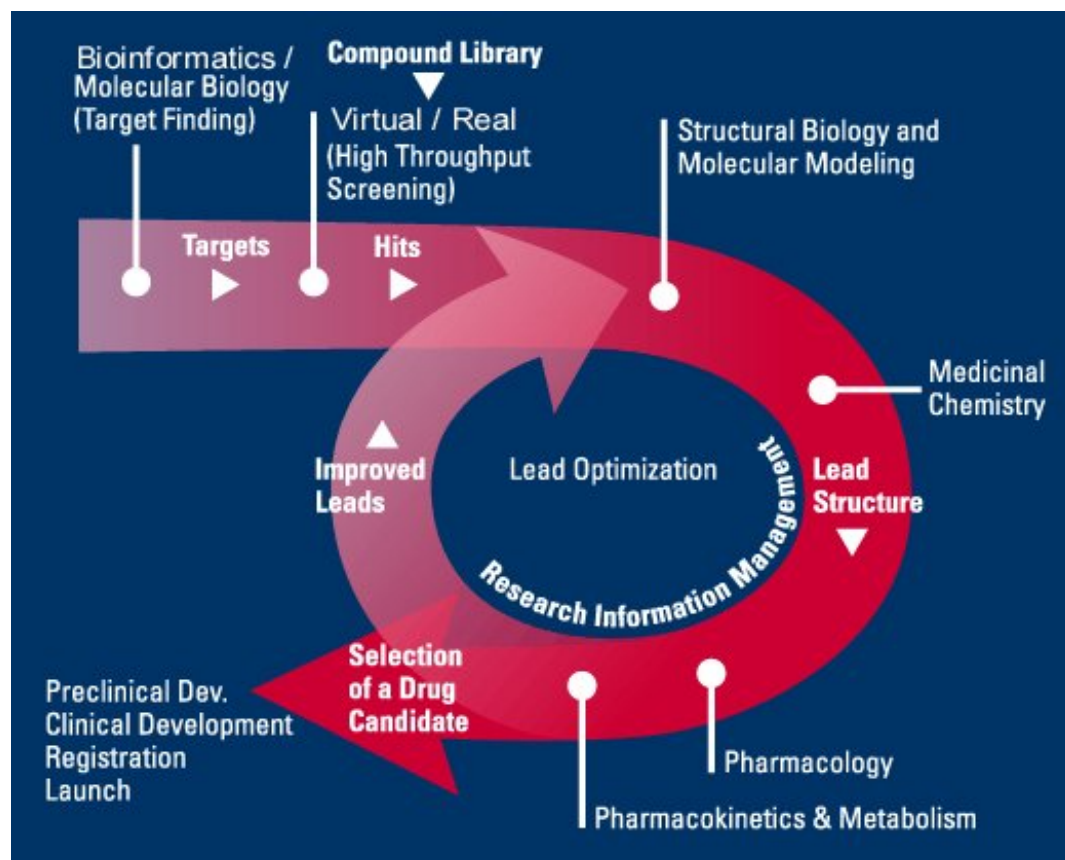 Bioinformatics /
Molecular Biology
(Target Finding)
Compound Library
Virtual / Real
(High Throughput
Screening)
Structural Biology and
Molecular Modeling
Targets
Hits
Medicinal
Chemistry
Improved
Leads
Lead Optimization
Lead
Structure
Research Information Management
Selection
of a Drug
Candidate
Preclinical Dev.
Clinical Development
Registration
Launch
Pharmacology
Pharmacokinetics & Metabolism